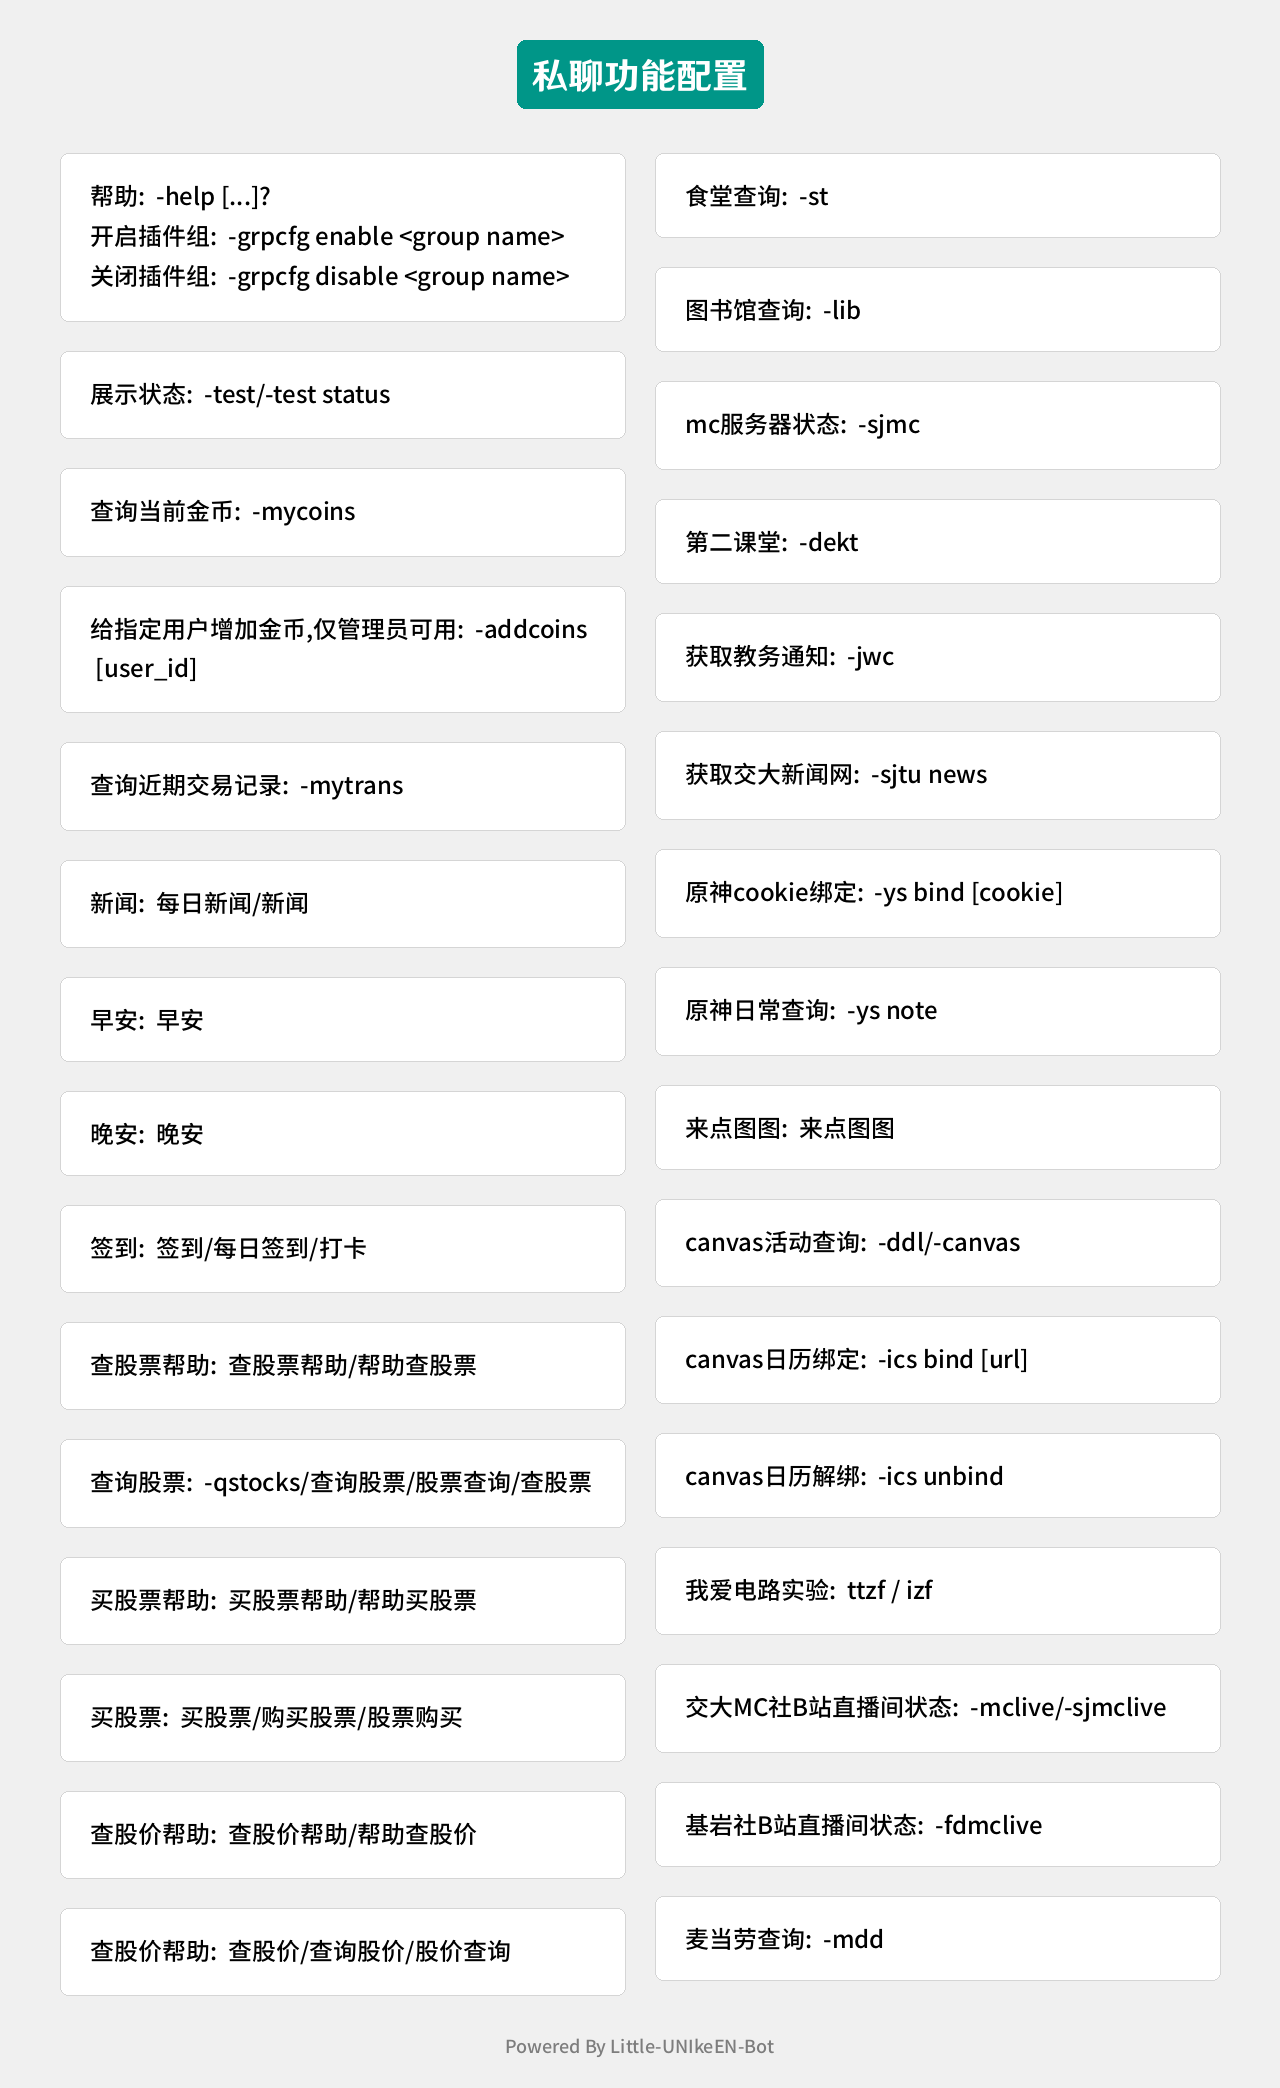 私聊功能配置
帮助: -help [...]?
开启插件组: -grpcfg enable <group name>
关闭插件组: -grpcfg disable <group name>
展示状态: -test/-test status
查询当前金币: -mycoins
给指定用户增加金币,仅管理员可用: -addcoins
[user_id]
查询近期交易记录: -mytrans
新闻: 每日新闻/新闻
早安: 早安
晚安: 晚安
签到: 签到/每日签到/打卡
查股票帮助: 查股票帮助/帮助查股票
查询股票: -qstocks/查询股票/股票查询/查股票
买股票帮助: 买股票帮助/帮助买股票
买股票: 买股票/购买股票/股票购买
查股价帮助: 查股价帮助/帮助查股价
查股价帮助: 查股价/查询股价/股价查询
食堂查询: -st
图书馆查询: -lib
mc服务器状态: -sjmc
第二课堂: -dekt
获取教务通知: -jwc
获取交大新闻网: -sjtu news
原神cookie绑定: -ys bind [cookie]
原神日常查询: -ys note
来点图图: 来点图图
canvas活动查询: -ddl/-canvas
canvas日历绑定: -ics bind [url]
canvas日历解绑: -ics unbind
我爱电路实验: ttzf / izf
交大MC社B站直播间状态: -mclive/-sjmclive
基岩社B站直播间状态: -fdmclive
麦当劳查询: -mdd
Powered By Little-UNIkeEN-Bot